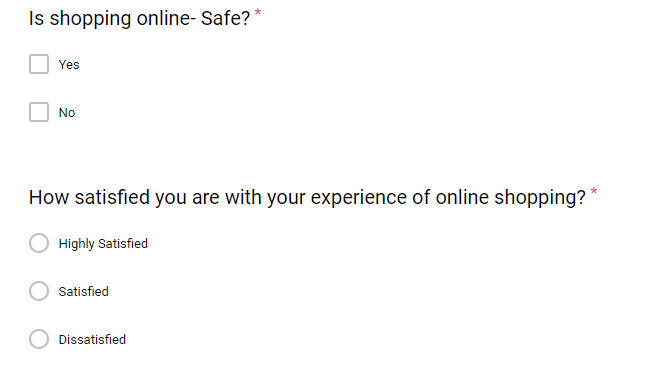 Is shopping online- Safe? *
Yes
No
How satisfied you are with your experience of online shopping? *
Highly Satisfied
Satisfied
Dissatisfied